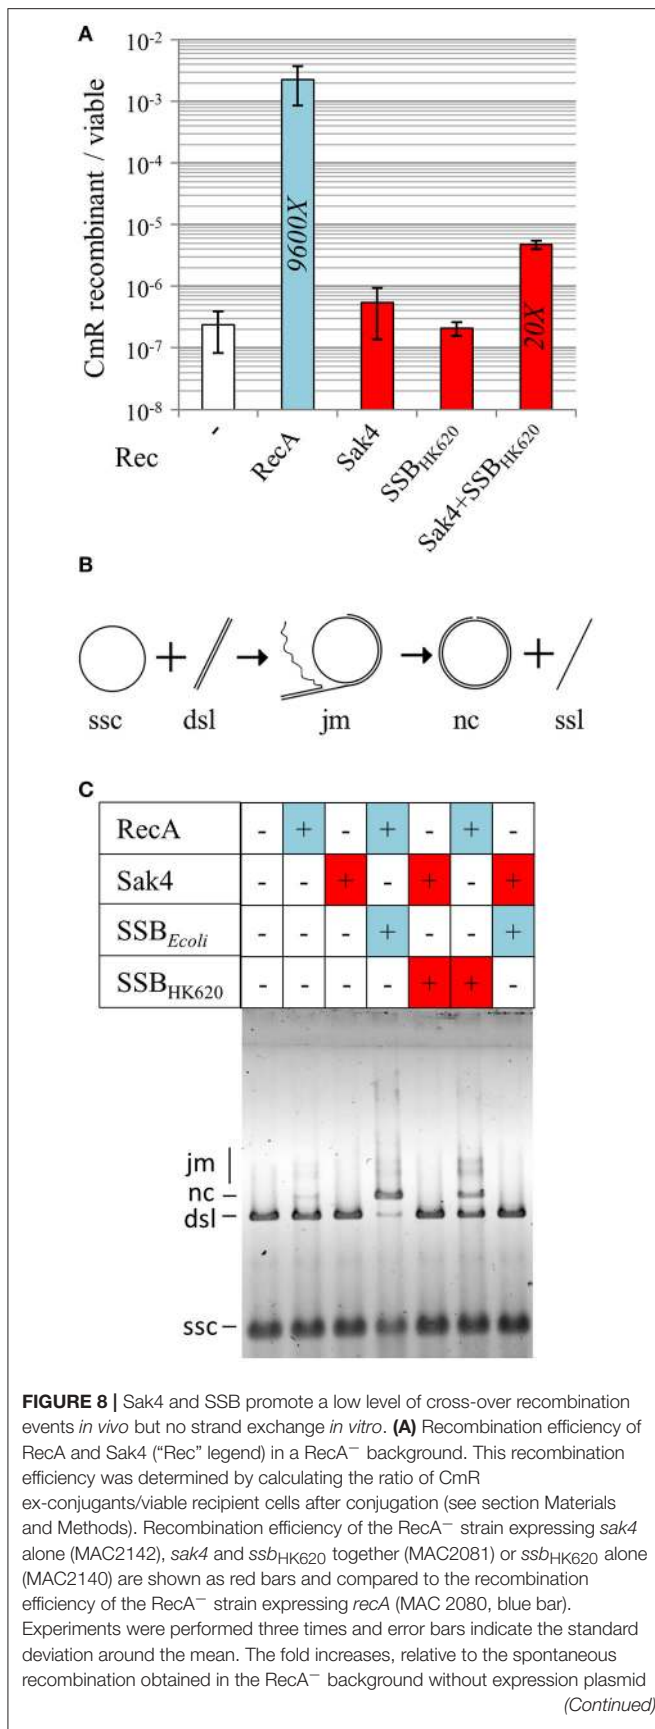 A
CmR recombinant / viable
10-2
10-3
10-4
10-5
10-6
10-7
10-8
9600X
20X
Rec
-
RecA
Sak4
SSBHK620
Sak4+SSBHK620
B
ssc + dsl → jm → nc + ssl
C
RecA - + - + - + -
Sak4 - - + - + - +
SSBEcoli - - - + - - +
SSBHK620 - - - - + + -
jm
nc
dsl
ssc
FIGURE 8 | Sak4 and SSB promote a low level of cross-over recombination
events in vivo but no strand exchange in vitro. (A) Recombination efficiency of
RecA and Sak4 (“Rec” legend) in a RecA− background. This recombination
efficiency was determined by calculating the ratio of CmR
ex-conjugants/viable recipient cells after conjugation (see section Materials
and Methods). Recombination efficiency of the RecA− strain expressing sak4
alone (MAC2142), sak4 and ssbHK620 together (MAC2081) or ssbHK620 alone
(MAC2140) are shown as red bars and compared to the recombination
efficiency of the RecA− strain expressing recA (MAC 2080, blue bar).
Experiments were performed three times and error bars indicate the standard
deviation around the mean. The fold increases, relative to the spontaneous
recombination obtained in the RecA− background without expression plasmid
(Continued)